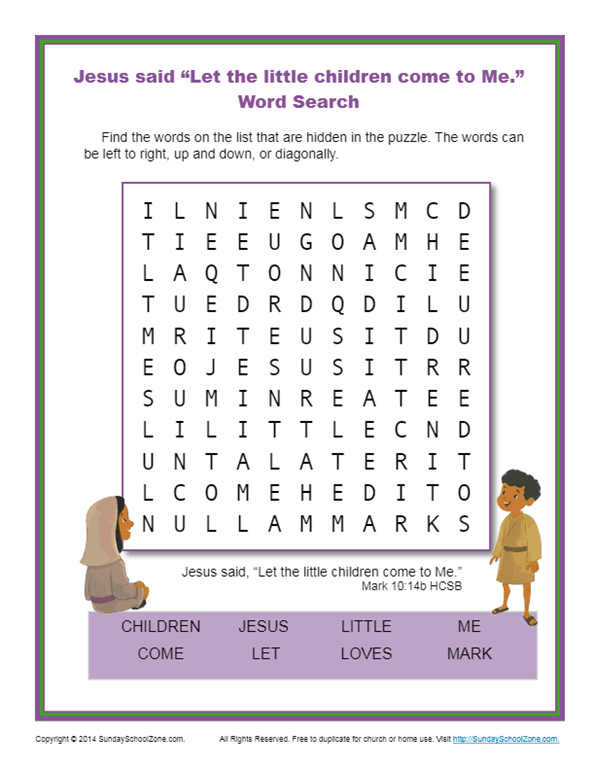 Jesus said “Let the little children come to Me.”
Word Search
Find the words on the list that are hidden in the puzzle. The words can
be left to right, up and down, or diagonally.
I L N I E N L S M C D
T I E E U G O A M H E
L A Q T O N N I C I E
T U E D R D Q D I L U
M R I T E U S I T D U
E O J E S U S I T R R
S U M I N R E A T E E
L I L I T T L E C N D
U N T A L A T E R I T
L C O M E H E D I T O
N U L L A M M A R K S
Jesus said, “Let the little children come to Me.”
Mark 10:14b HCSB
CHILDREN JESUS LITTLE ME
COME LET LOVES MARK
Copyright © 2014 SundaySchoolZone.com. All Rights Reserved. Free to duplicate for church or home use. Visit http://SundaySchoolZone.com.